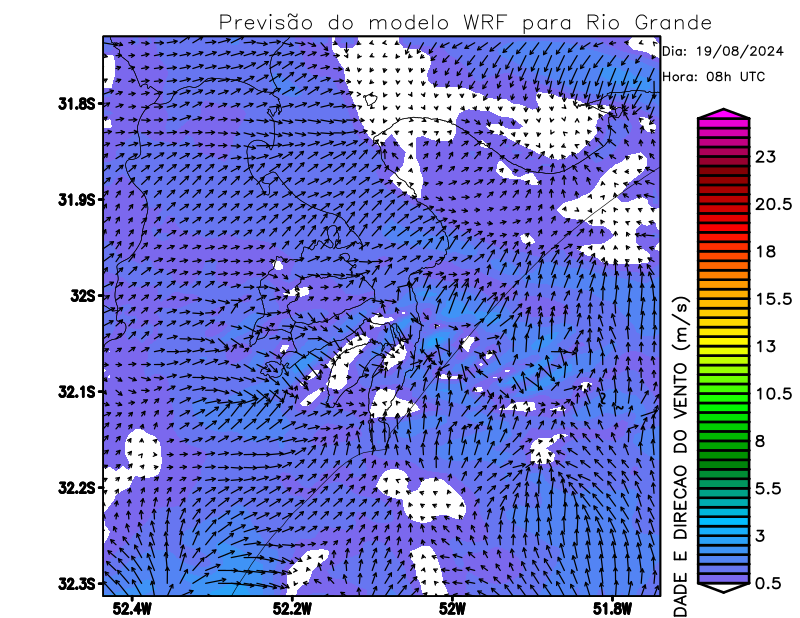 Previsão do modelo WRF para Rio Grande
Dia: 19/08/2024
Hora: 08h UTC
31.8S
31.9S
32S
32.1S
32.2S
32.3S
52.4W
52.2W
52W
51.8W
DADE E DIRECAO DO VENTO (m/s)
23
20.5
18
15.5
13
10.5
8
5.5
3
0.5